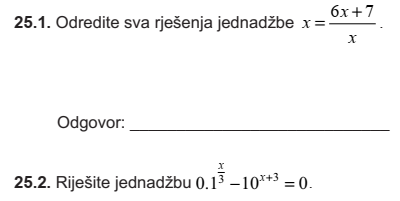 25.1. Odredite sva rješenja jednadžbe x = (6x + 7)/x .
Odgovor: ______________________________
25.2. Riješite jednadžbu 0.1^(x/3) – 10^(x+3) = 0.